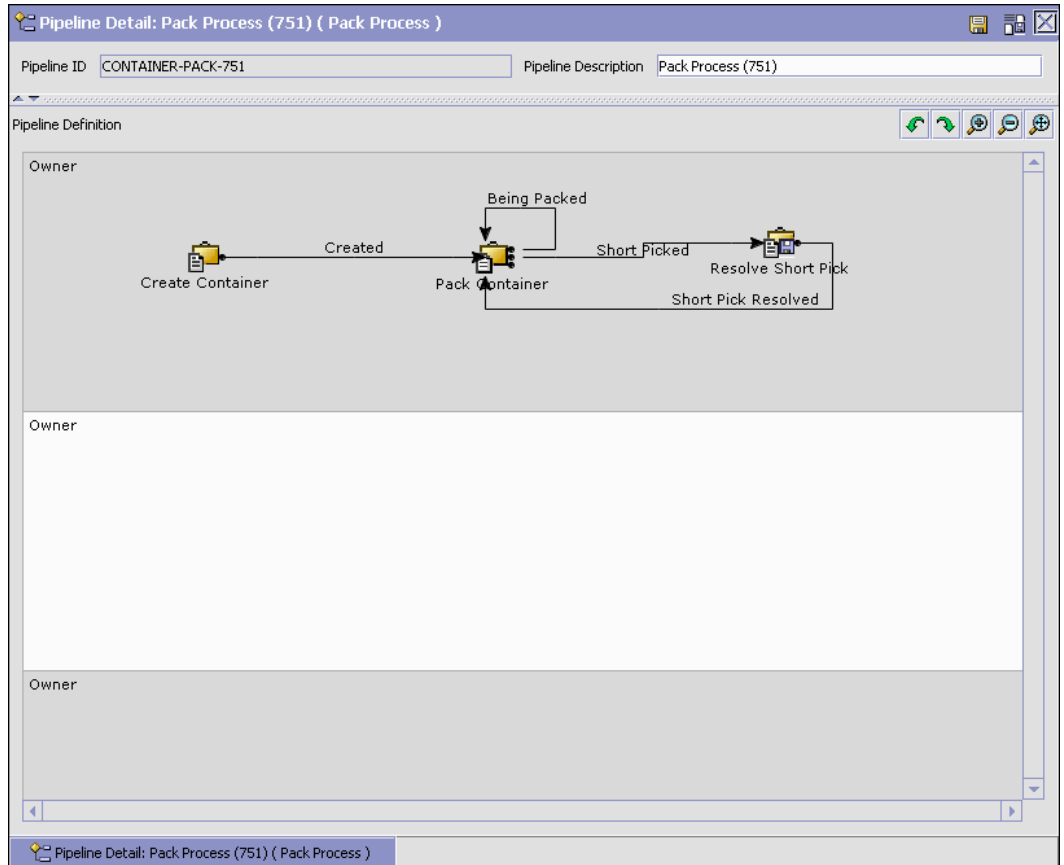 Pipeline Detail: Pack Process (751) ( Pack Process )
Pipeline ID CONTAINER-PACK-751 Pipeline Description Pack Process (751)
Pipeline Definition
Owner
Being Packed
Created
Short Picked
Create Container
Pack Container
Resolve Short Pick
Short Pick Resolved
Owner
Owner
Pipeline Detail: Pack Process (751) ( Pack Process )